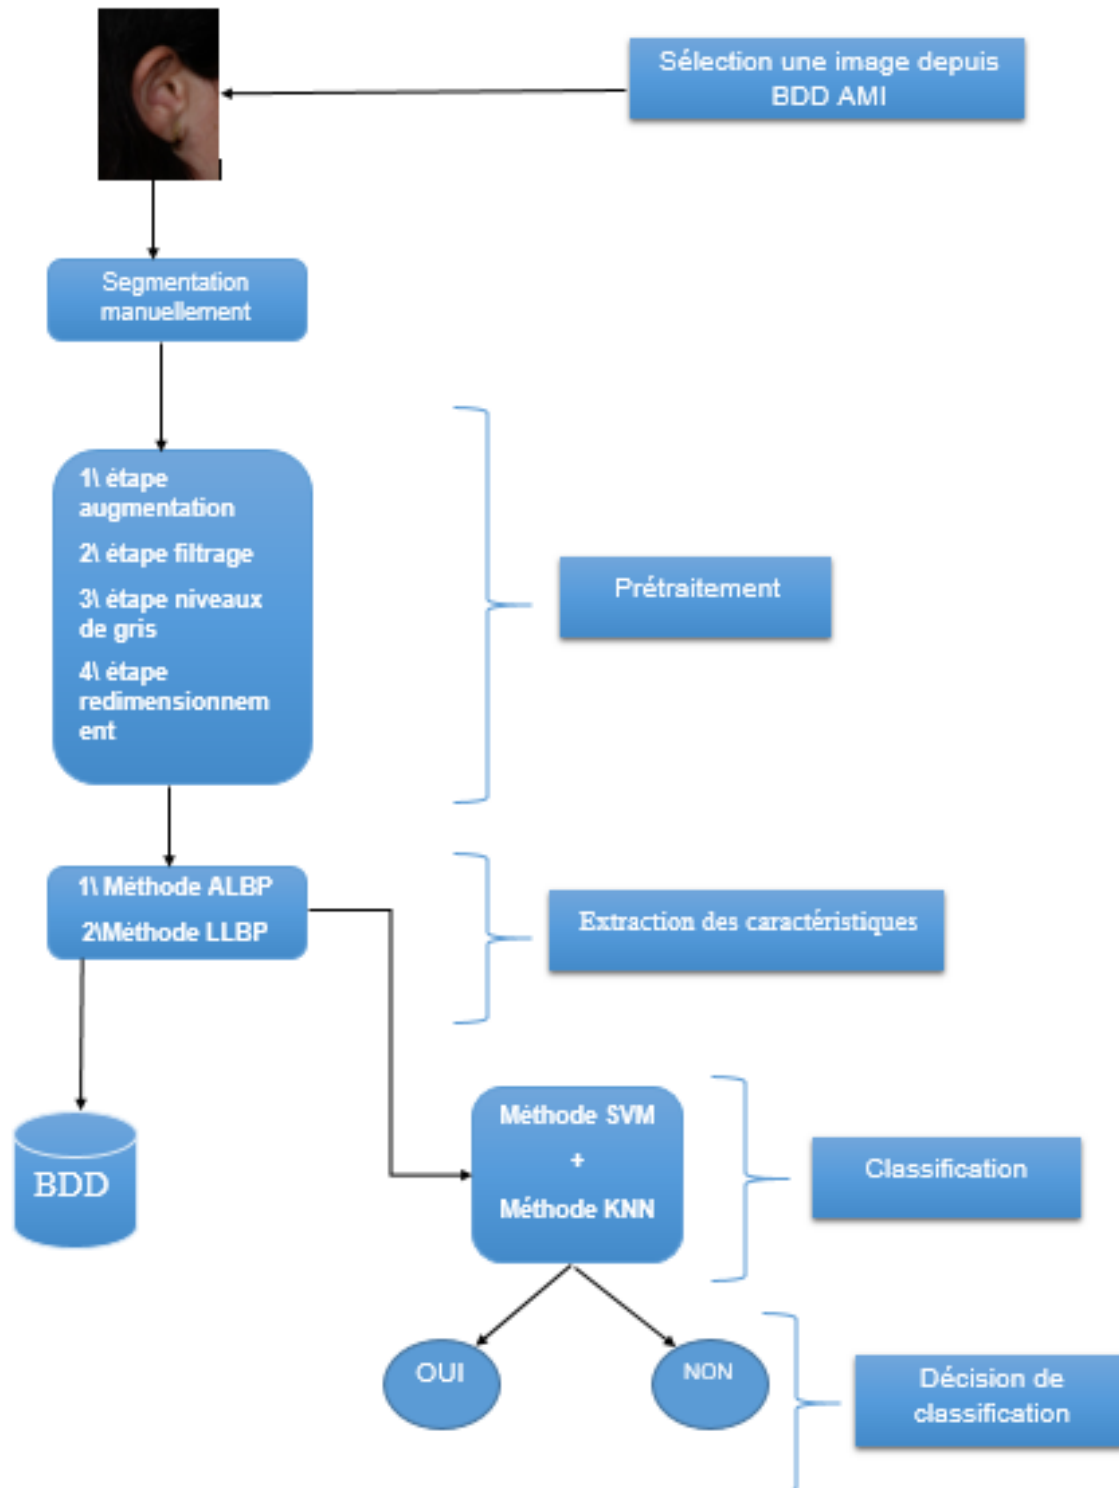 Sélection une image depuis
BDD AMI
Segmentation
manuellement
1\ étape
augmentation
2\ étape filtrage
3\ étape niveaux
de gris
4\ étape
redimensionnem
ent
Prétraitement
1\ Méthode ALBP
2\Méthode LLBP
Extraction des caractéristiques
BDD
Méthode SVM
+
Méthode KNN
Classification
OUI
NON
Décision de
classification